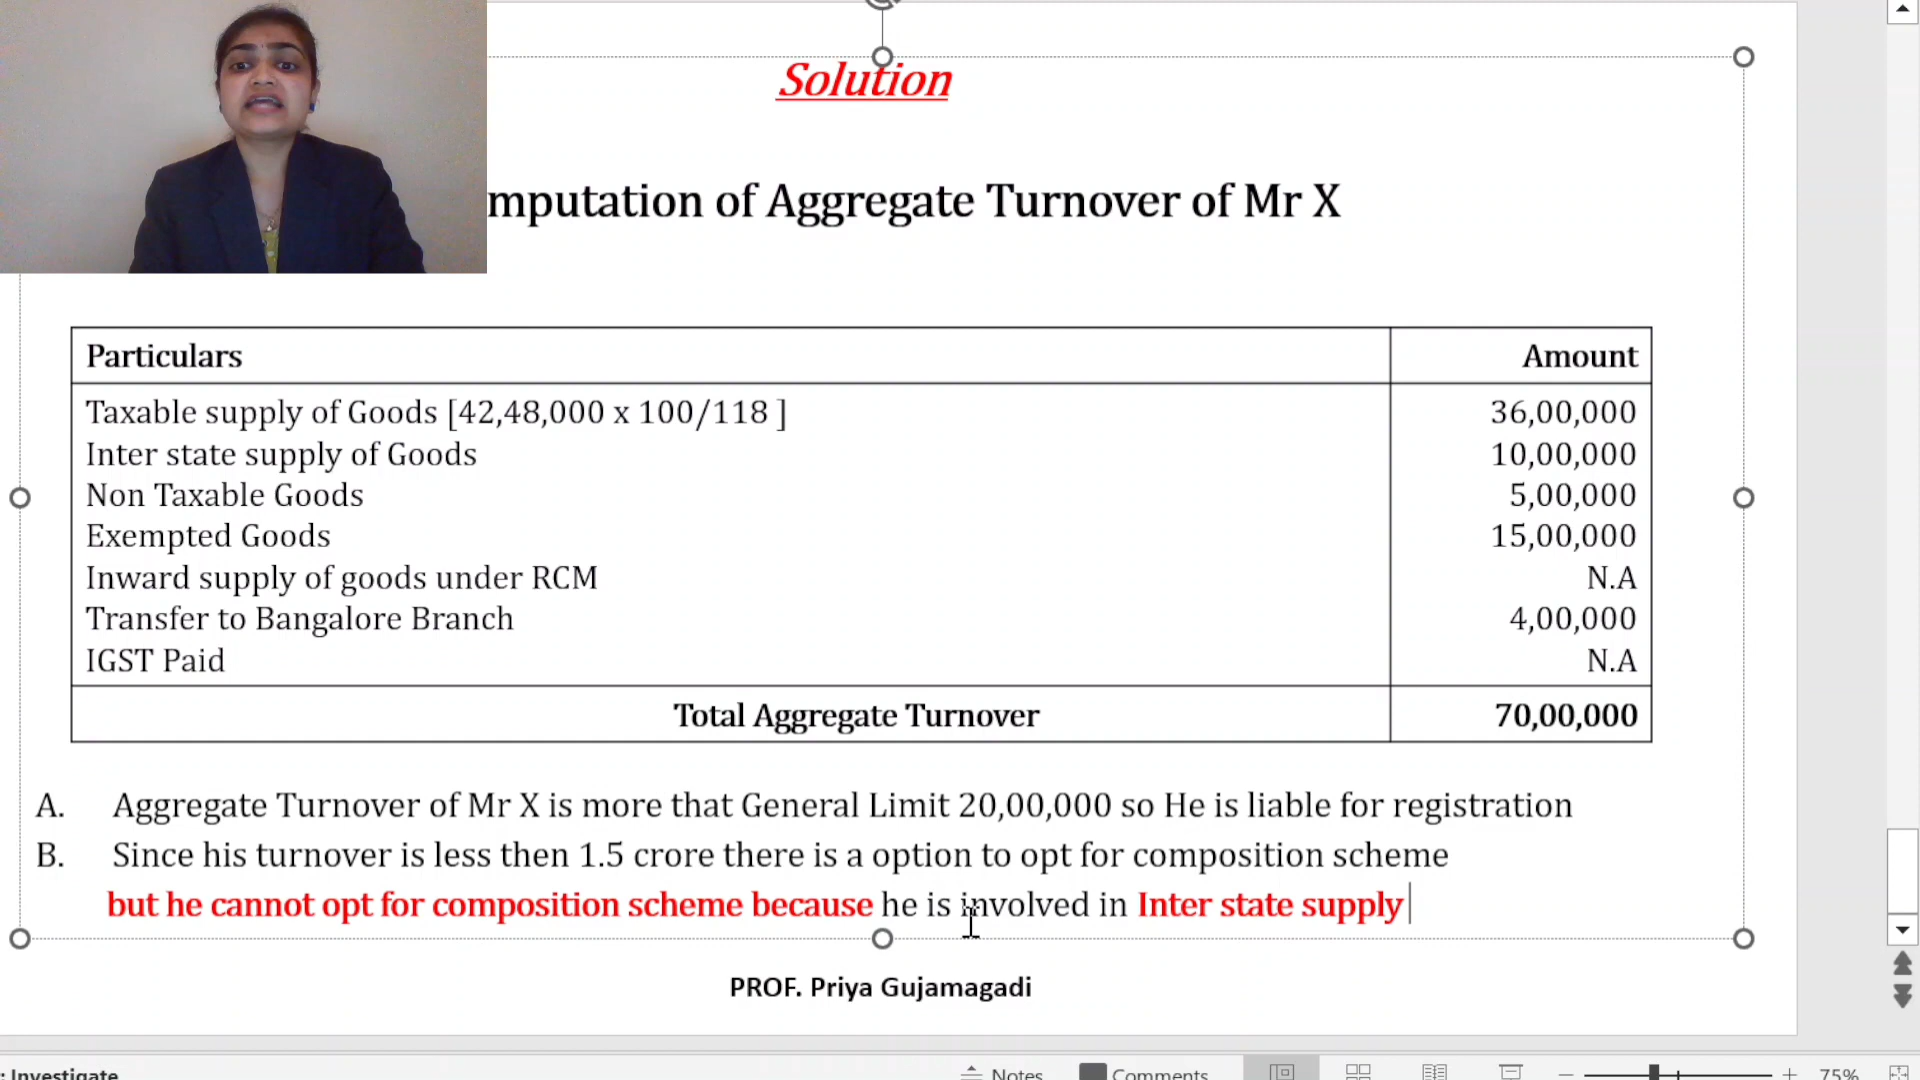 Solution
mputation of Aggregate Turnover of Mr X
Particulars Amount
Taxable supply of Goods [42,48,000 x 100/118 ] 36,00,000
Inter state supply of Goods 10,00,000
Non Taxable Goods 5,00,000
Exempted Goods 15,00,000
Inward supply of goods under RCM N.A
Transfer to Bangalore Branch 4,00,000
IGST Paid N.A
Total Aggregate Turnover 70,00,000
A. Aggregate Turnover of Mr X is more that General Limit 20,00,000 so He is liable for registration
B. Since his turnover is less then 1.5 crore there is a option to opt for composition scheme
but he cannot opt for composition scheme because he is involved in Inter state supply
PROF. Priya Gujamagadi
: Investigate Notes Comments 75%